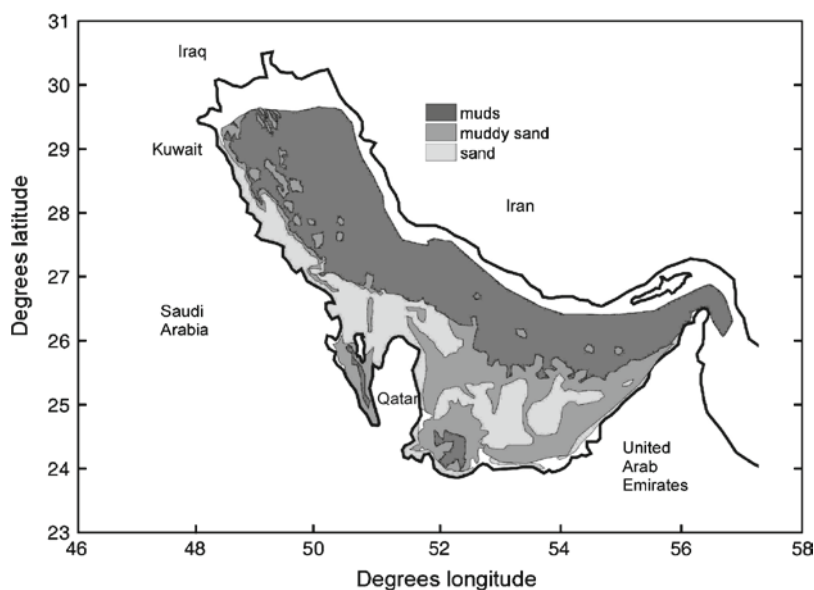 31
30
29
28
27
26
25
24
23
46
48
50
52
54
56
58
Degrees latitude
Degrees longitude
Iraq
Kuwait
muds
muddy sand
sand
Iran
Saudi
Arabia
Qatar
United
Arab
Emirates